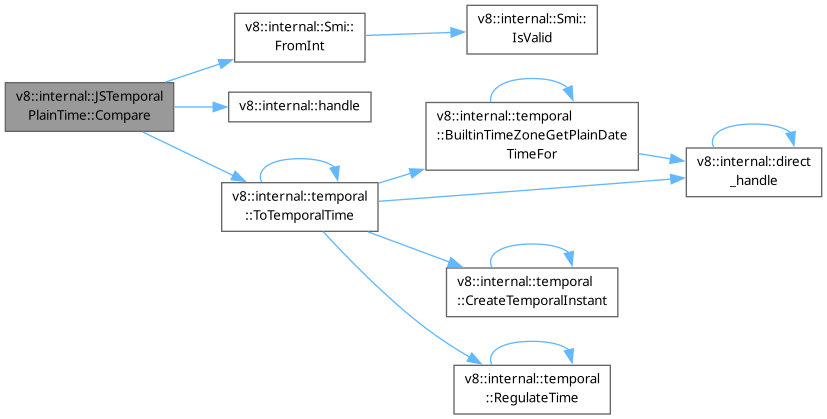 v8::internal::JSTemporal
PlainTime::Compare
v8::internal::Smi::
FromInt
v8::internal::Smi::
IsValid
v8::internal::handle
v8::internal::temporal
::ToTemporalTime
v8::internal::temporal
::BuiltinTimeZoneGetPlainDate
TimeFor
v8::internal::direct
_handle
v8::internal::temporal
::CreateTemporalInstant
v8::internal::temporal
::RegulateTime